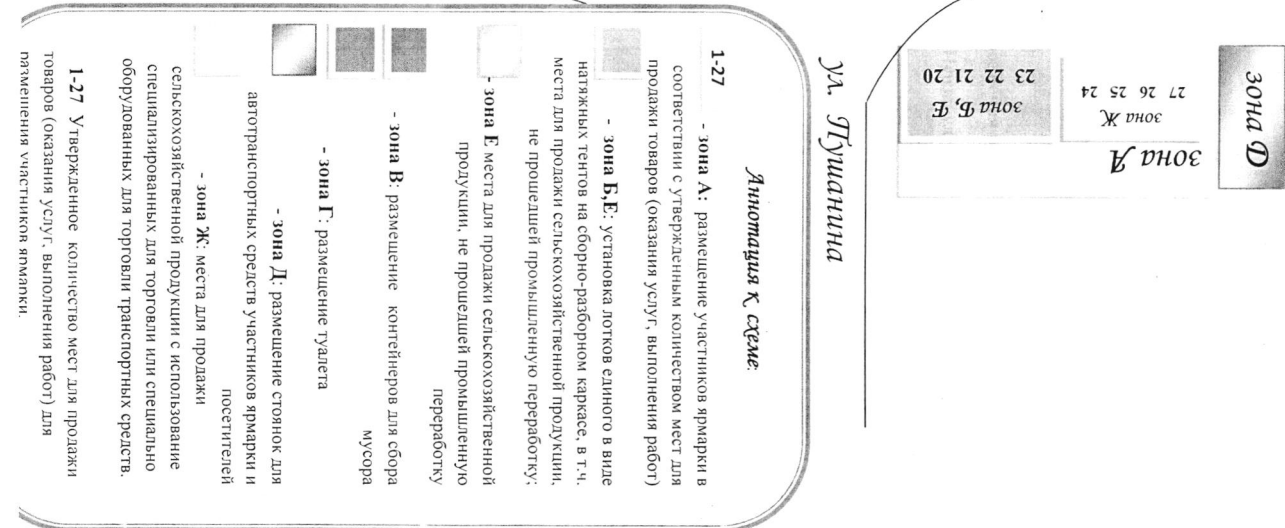 зона D
зона А
зона Ж
27 26 25 24
зона Б, Е
23 22 21 20
ул. Пушанина
Аннотация к схеме:
1-27 - зона А: размещение участников ярмарки в
соответствии с утвержденным количеством мест для
продажи товаров (оказания услуг, выполнения работ)
- зона Б,Е: установка лотков единого в виде
натяжных тентов на сборно-разборном каркасе, в т.ч.
места для продажи сельскохозяйственной продукции,
не прошедшей промышленную переработку;
- зона Е места для продажи сельскохозяйственной
продукции, не прошедшей промышленную
переработку
- зона В: размещение контейнеров для сбора
мусора
- зона Г: размещение туалета
- зона Д: размещение стоянок для
автотранспортных средств участников ярмарки и
посетителей
- зона Ж: места для продажи
сельскохозяйственной продукции с использование
специализированных для торговли или специально
оборудованных для торговли транспортных средств.
1-27 Утвержденное количество мест для продажи
товаров (оказания услуг, выполнения работ) для
размещения участников ярмарки.